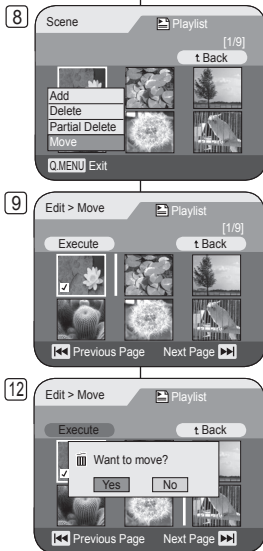 8
Scene Playlist
[1/9]
t Back
Add
Delete
Partial Delete
Move
Q.MENU Exit
9
Edit > Move Playlist
[1/9]
Execute t Back
Previous Page Next Page
12
Edit > Move Playlist
Execute t Back
Want to move?
Yes No
Previous Page Next Page